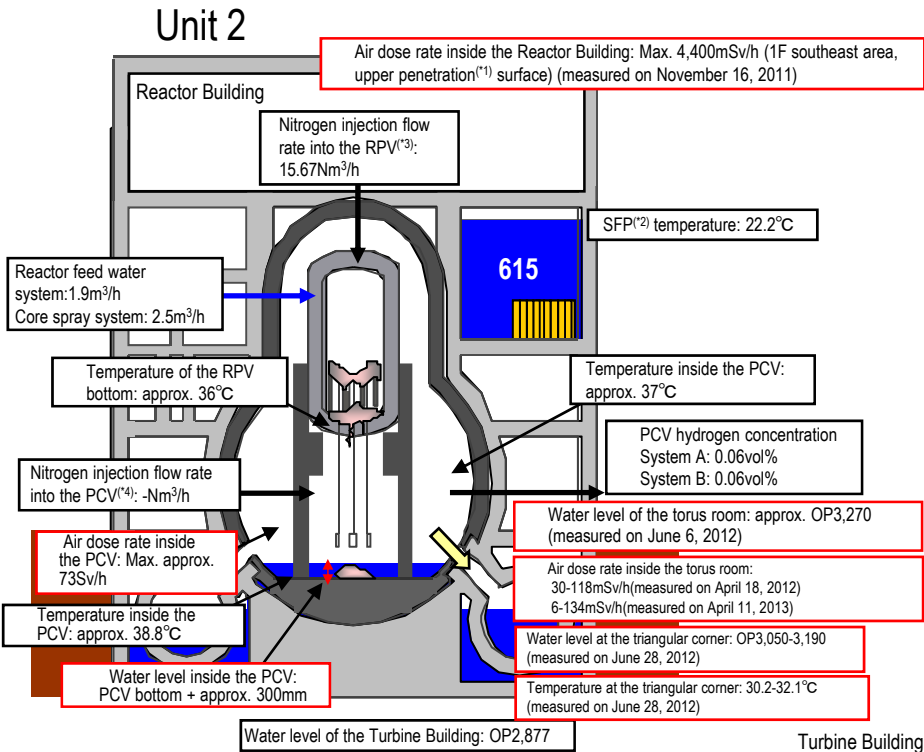 Unit 2
Air dose rate inside the Reactor Building: Max. 4,400mSv/h (1F southeast area,
upper penetration(*1) surface) (measured on November 16, 2011)
Reactor Building
Nitrogen injection flow
rate into the RPV(*3):
15.67Nm3/h
SFP(*2) temperature: 22.2°C
615
Reactor feed water
system:1.9m3/h
Core spray system: 2.5m3/h
Temperature of the RPV
bottom: approx. 36°C
Temperature inside the PCV:
approx. 37°C
PCV hydrogen concentration
System A: 0.06vol%
System B: 0.06vol%
Nitrogen injection flow rate
into the PCV(*4): -Nm3/h
Water level of the torus room: approx. OP3,270
(measured on June 6, 2012)
Air dose rate inside
the PCV: Max. approx.
73Sv/h
Air dose rate inside the torus room:
30-118mSv/h(measured on April 18, 2012)
6-134mSv/h(measured on April 11, 2013)
Temperature inside the
PCV: approx. 38.8°C
Water level at the triangular corner: OP3,050-3,190
(measured on June 28, 2012)
Water level inside the PCV:
PCV bottom + approx. 300mm
Temperature at the triangular corner: 30.2-32.1°C
(measured on June 28, 2012)
Water level of the Turbine Building: OP2,877
Turbine Building